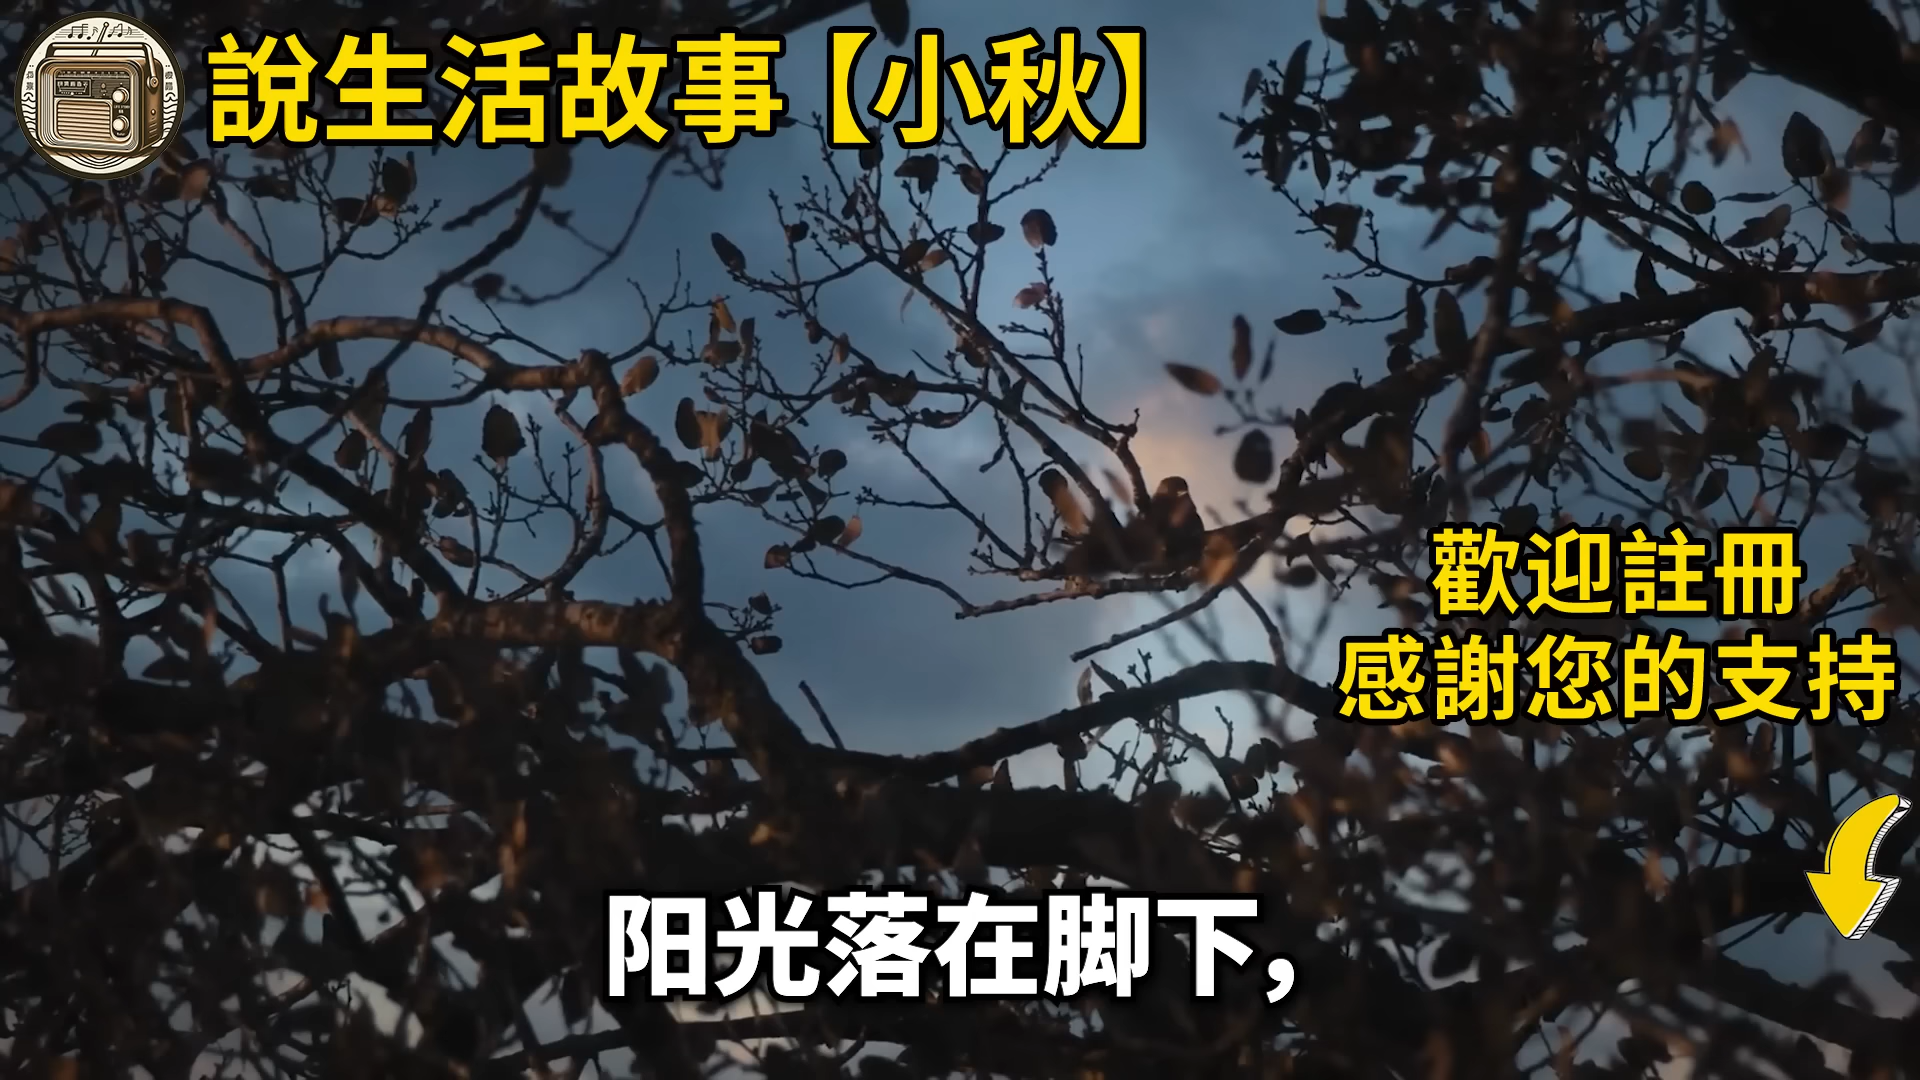 說生活故事【小秋】
歡迎註冊
感謝您的支持
阳光落在脚下,